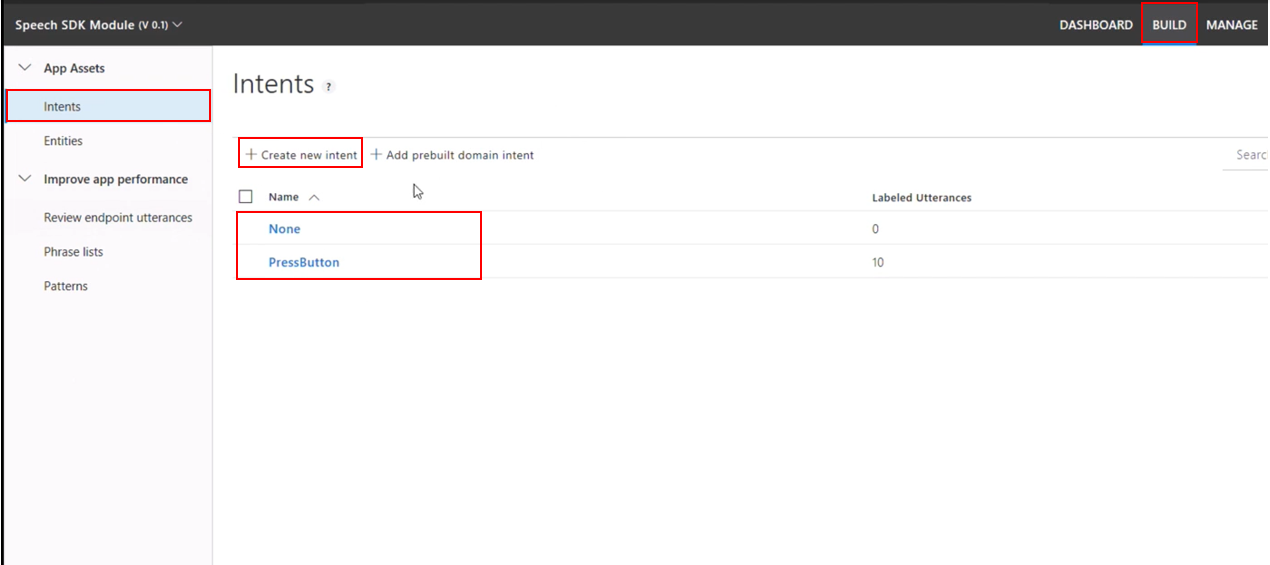 Speech SDK Module (V 0.1) DASHBOARD BUILD MANAGE
App Assets
Intents
Entities
Improve app performance
Review endpoint utterances
Phrase lists
Patterns
Intents ?
+ Create new intent + Add prebuilt domain intent Searc
Name Labeled Utterances
None 0
PressButton 10